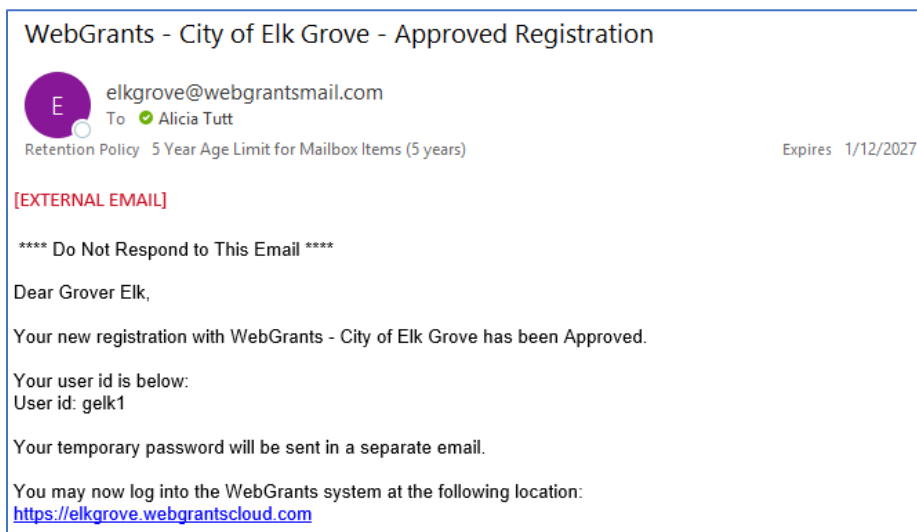 WebGrants - City of Elk Grove - Approved Registration
E
elkgrove@webgrantsmail.com
To Alicia Tutt
Retention Policy 5 Year Age Limit for Mailbox Items (5 years) Expires 1/12/2027
[EXTERNAL EMAIL]
**** Do Not Respond to This Email ****
Dear Grover Elk,
Your new registration with WebGrants - City of Elk Grove has been Approved.
Your user id is below:
User id: gelk1
Your temporary password will be sent in a separate email.
You may now log into the WebGrants system at the following location:
https://elkgrove.webgrantscloud.com